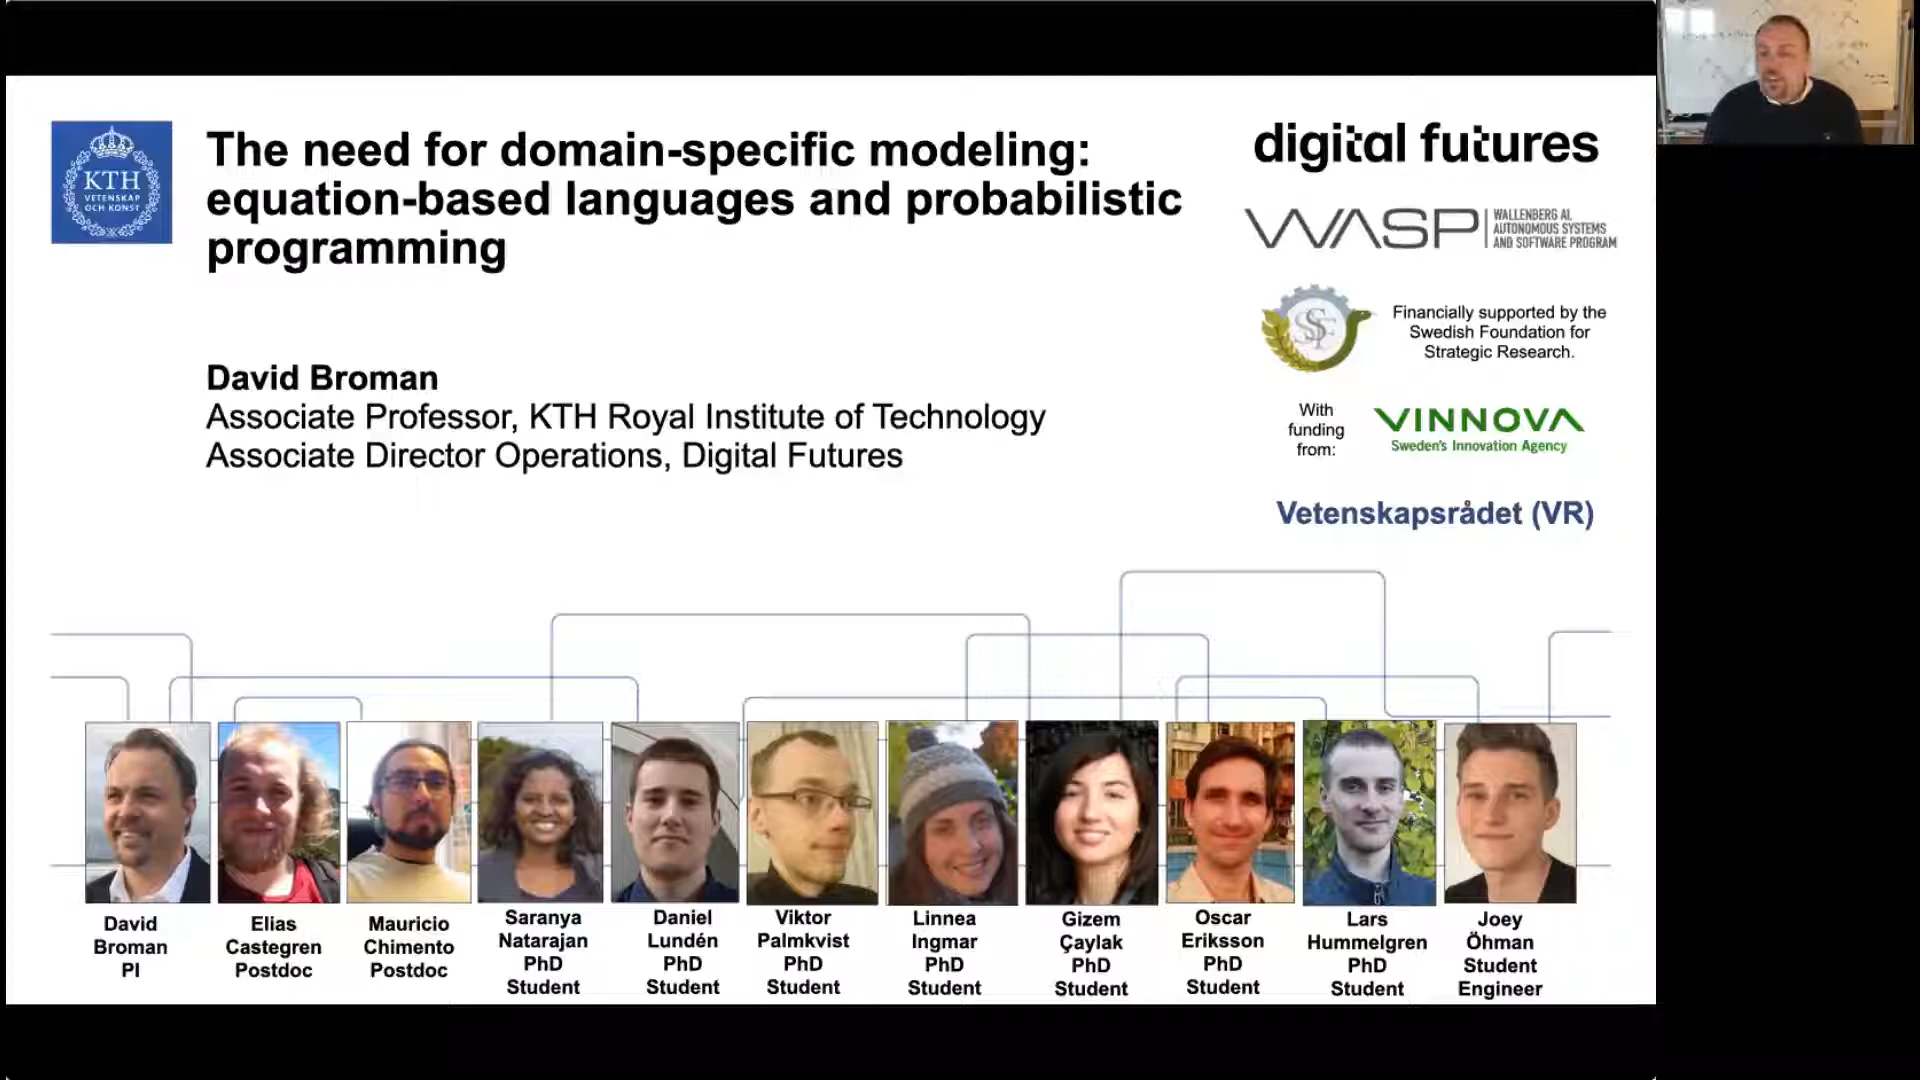 KTH
VETENSKAP
OCH KONST
The need for domain-specific modeling:
equation-based languages and probabilistic
programming
David Broman
Associate Professor, KTH Royal Institute of Technology
Associate Director Operations, Digital Futures
digital futures
WASP
WALLENBERG AI,
AUTONOMOUS SYSTEMS
AND SOFTWARE PROGRAM
SSF
Financially supported by the
Swedish Foundation for
Strategic Research.
With
funding
from:
VINNOVA
Sweden's Innovation Agency
Vetenskapsrådet (VR)
David
Broman
PI
Elias
Castegren
Postdoc
Mauricio
Chimento
Postdoc
Saranya
Natarajan
PhD
Student
Daniel
Lundén
PhD
Student
Viktor
Palmkvist
PhD
Student
Linnea
Ingmar
PhD
Student
Gizem
Çaylak
PhD
Student
Oscar
Eriksson
PhD
Student
Lars
Hummelgren
PhD
Student
Joey
Öhman
Student
Engineer